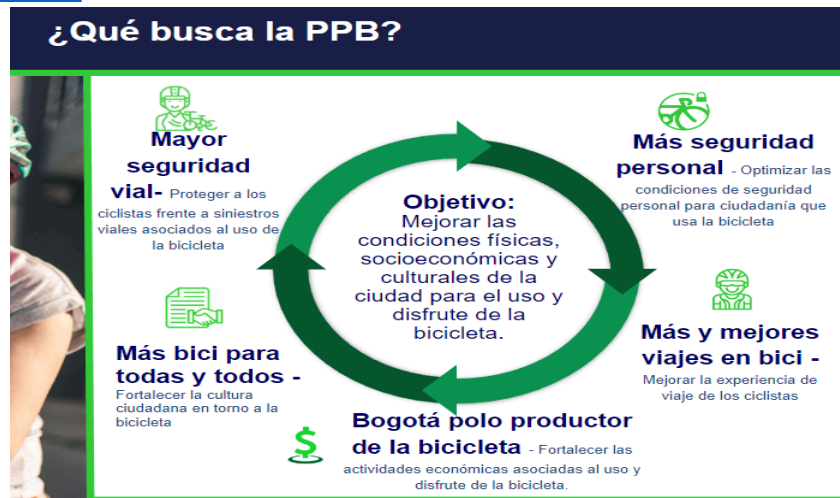 ¿Qué busca la PPB?
Mayor
seguridad
vial- Proteger a los
ciclistas frente a siniestros
viales asociados al uso de
la bicicleta
Más seguridad
personal - Optimizar las
condiciones de seguridad
personal para ciudadanía que
usa la bicicleta
Objetivo:
Mejorar las
condiciones físicas,
socioeconómicas y
culturales de la
ciudad para el uso y
disfrute de la
bicicleta.
Más bici para
todas y todos -
Fortalecer la cultura
ciudadana en torno a la
bicicleta
Más y mejores
viajes en bici -
Mejorar la experiencia de
viaje de los ciclistas
$
Bogotá polo productor
de la bicicleta - Fortalecer las
actividades económicas asociadas al uso y
disfrute de la bicicleta.